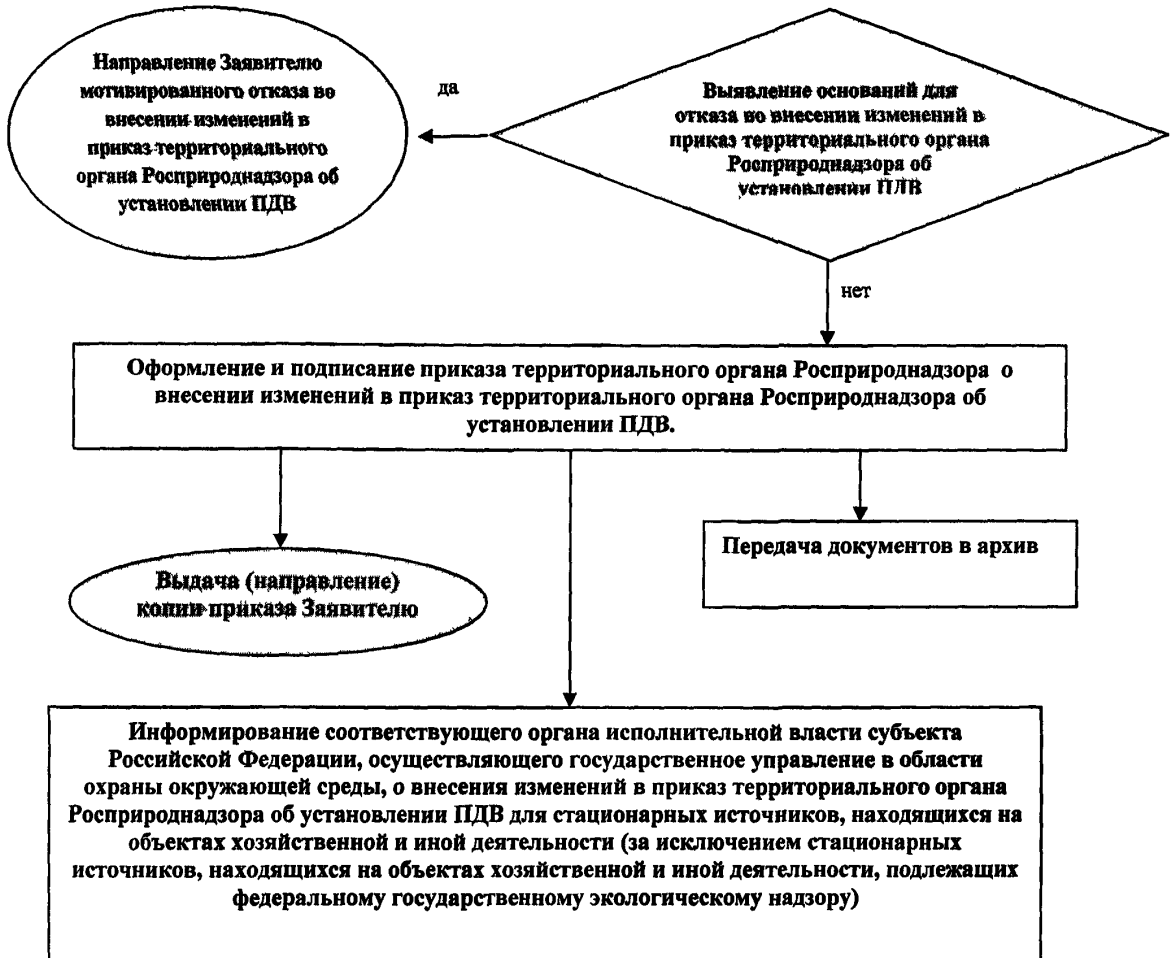 Направление Заявителю
мотивированного отказа во
внесении изменений в
приказ территориального
органа Росприроднадзора об
установлении ПДВ
да
Выявление оснований для
отказа во внесении изменений в
приказ территориального органа
Росприроднадзора об
установлении ПДВ
нет
Оформление и подписание приказа территориального органа Росприроднадзора о
внесении изменений в приказ территориального органа Росприроднадзора об
установлении ПДВ.
Выдача (направление)
копии приказа Заявителю
Передача документов в архив
Информирование соответствующего органа исполнительной власти субъекта
Российской Федерации, осуществляющего государственное управление в области
охраны окружающей среды, о внесения изменений в приказ территориального органа
Росприроднадзора об установлении ПДВ для стационарных источников, находящихся на
объектах хозяйственной и иной деятельности (за исключением стационарных
источников, находящихся на объектах хозяйственной и иной деятельности, подлежащих
федеральному государственному экологическому надзору)